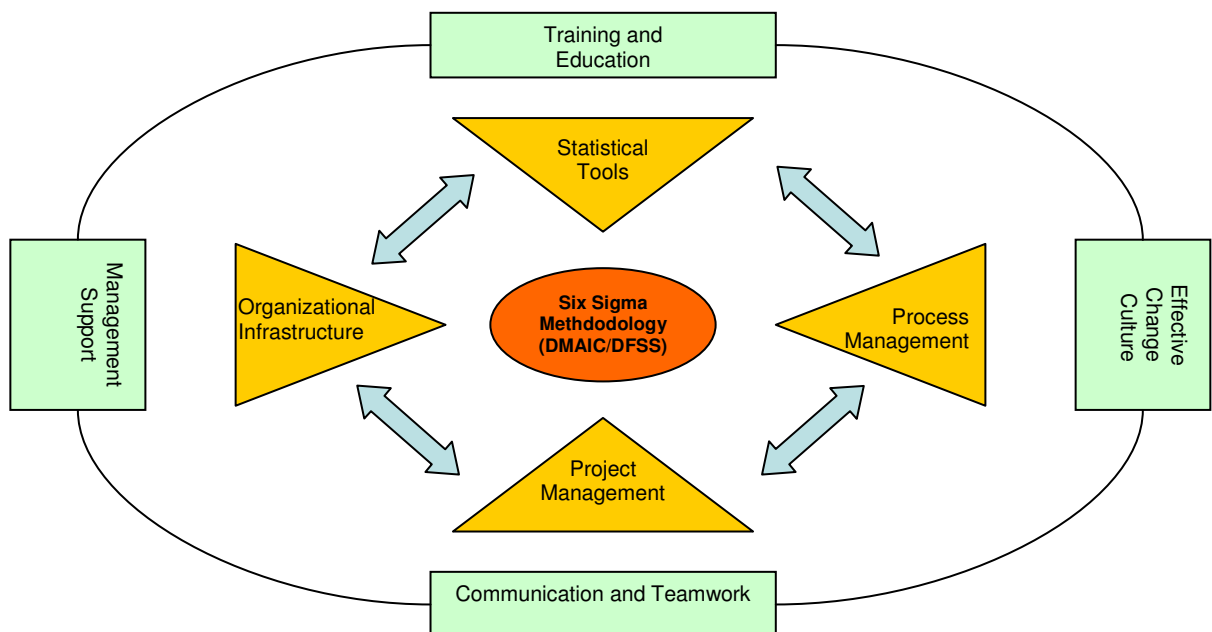 Training and
Education
Statistical
Tools
Management
Support
Organizational
Infrastructure
Six Sigma
Methdodology
(DMAIC/DFSS)
Process
Management
Effective
Change
Culture
Project
Management
Communication and Teamwork